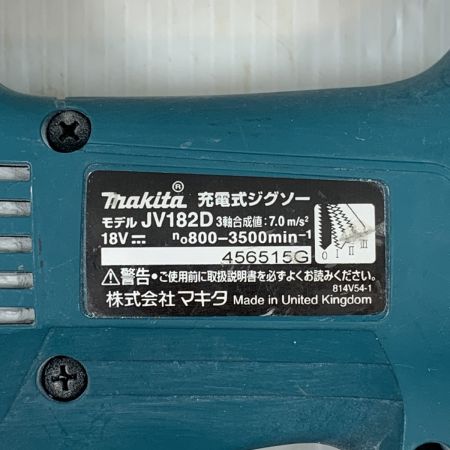 makita® 充電式ジグソー
モデル JV182D 3軸合成値:7.0 m/s²
18V⎓ n₀800-3500min⁻¹
0 I II III
456515G
⚠警告・ご使用前に取扱説明書を必ずよくお読みください。
814V54-1
株式会社マキタ Made in United Kingdom